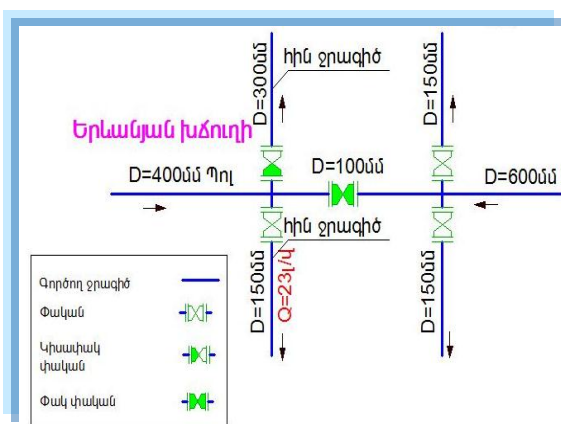 D=300մմ
հին ջրագիծ
D=150մմ
Երևանյան խճուղի
D=400մմ Պոլ
D=100մմ
D=600մմ
հին ջրագիծ
D=150մմ
Q=23լ/վ
D=150մմ
Գործող ջրագիծ
Փական
Կիսափակ
փական
Փակ փական